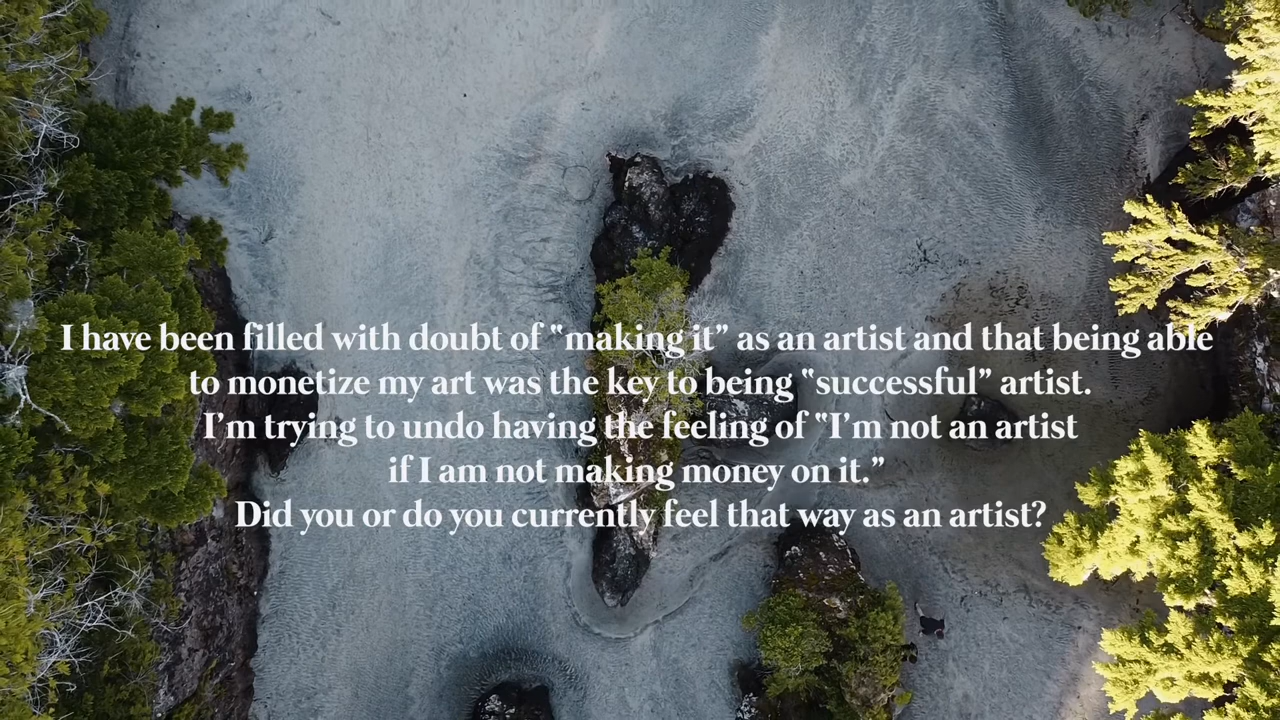 I have been filled with doubt of “making it” as an artist and that being able
to monetize my art was the key to being “successful” artist.
I’m trying to undo having the feeling of “I’m not an artist
if I am not making money on it.”
Did you or do you currently feel that way as an artist?